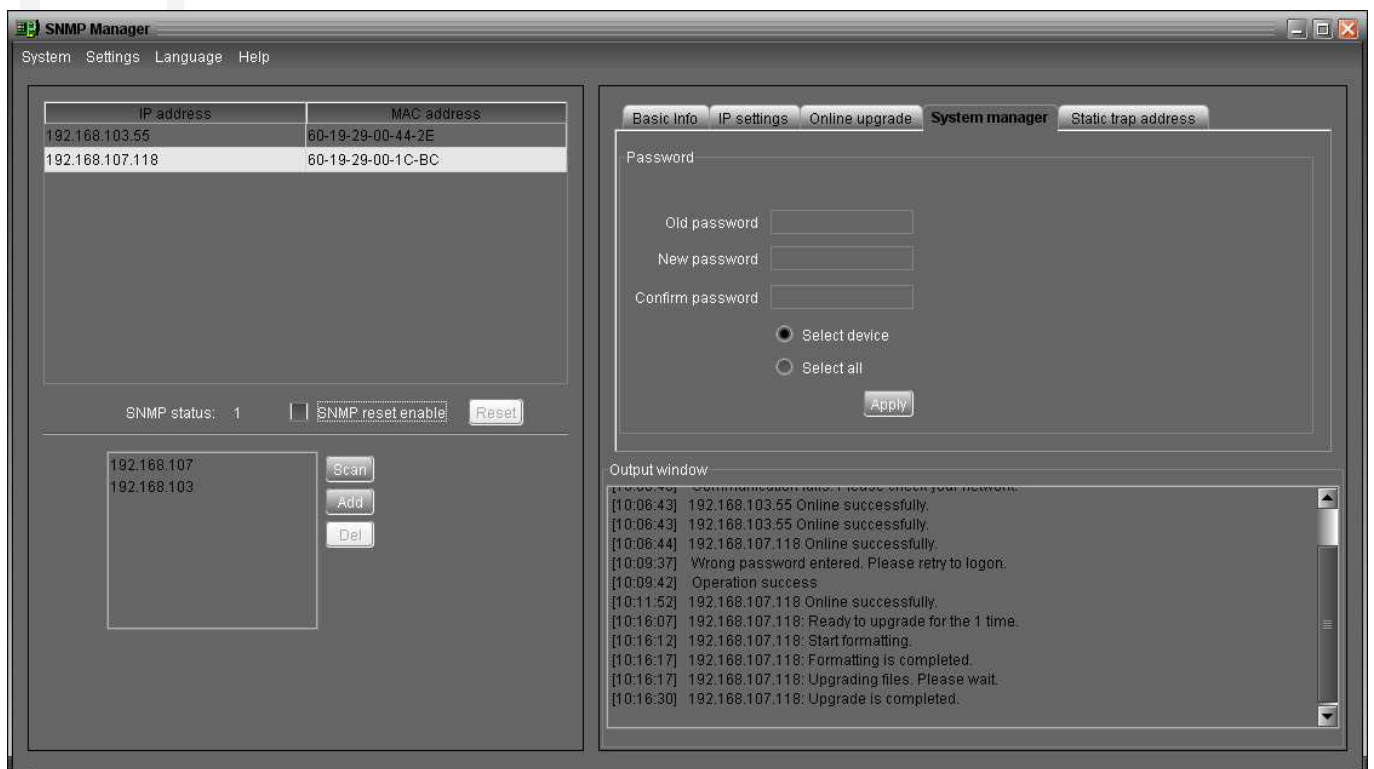 SNMP Manager
System Settings Language Help
IP address MAC address
192.168.103.55 60-19-29-00-44-2E
192.168.107.118 60-19-29-00-1C-BC
SNMP status: 1 SNMP reset enable Reset
192.168.107
192.168.103
Scan
Add
Del
Basic Info IP settings Online upgrade System manager Static trap address
Password
Old password
New password
Confirm password
Select device
Select all
Apply
Output window
Communication fails. Please check your network.
[10:06:43] 192.168.103.55 Online successfully.
[10:06:43] 192.168.103.55 Online successfully.
[10:06:44] 192.168.107.118 Online successfully.
[10:09:37] Wrong password entered. Please retry to logon.
[10:09:42] Operation success
[10:11:52] 192.168.107.118 Online successfully.
[10:16:07] 192.168.107.118: Ready to upgrade for the 1 time.
[10:16:12] 192.168.107.118: Start formatting.
[10:16:17] 192.168.107.118: Formatting is completed.
[10:16:17] 192.168.107.118: Upgrading files. Please wait.
[10:16:30] 192.168.107.118: Upgrade is completed.